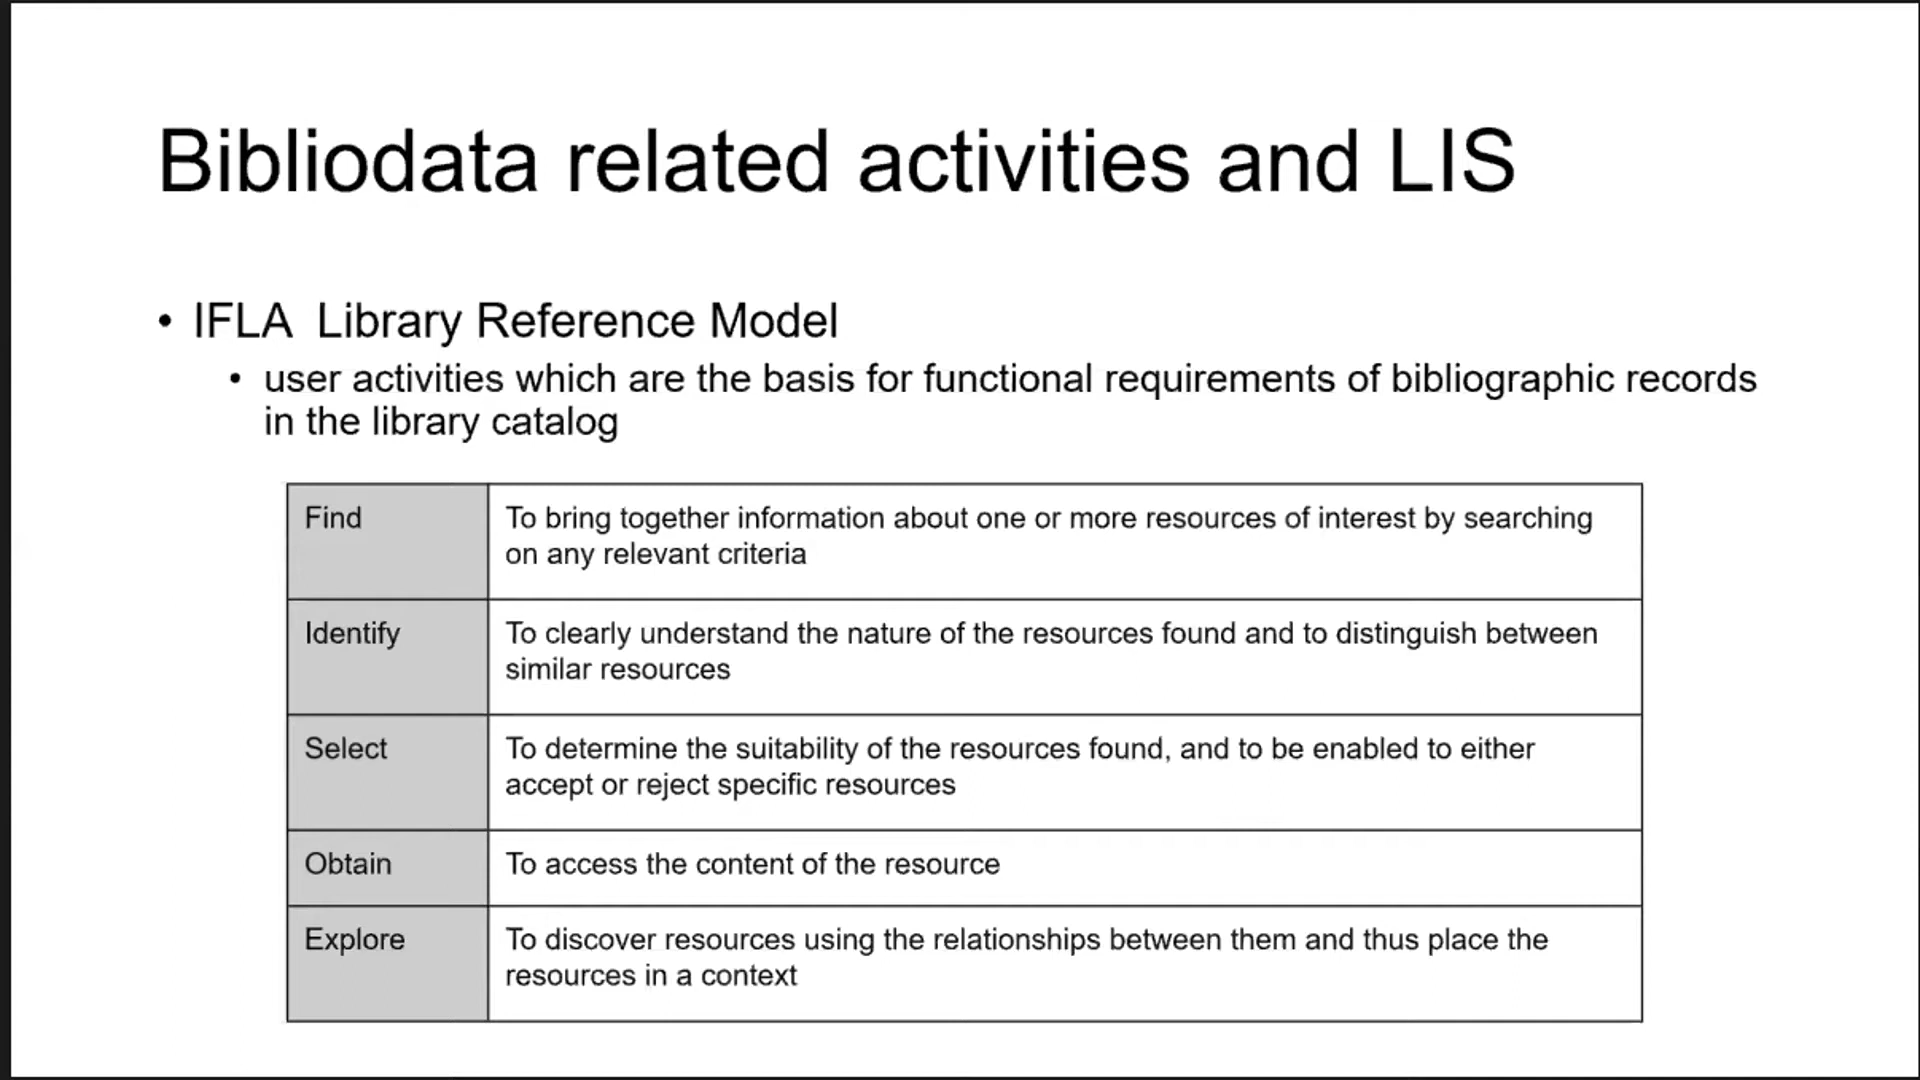 Bibliodata related activities and LIS
• IFLA  Library Reference Model
• user activities which are the basis for functional requirements of bibliographic records
in the library catalog
Find
To bring together information about one or more resources of interest by searching
on any relevant criteria
Identify
To clearly understand the nature of the resources found and to distinguish between
similar resources
Select
To determine the suitability of the resources found, and to be enabled to either
accept or reject specific resources
Obtain
To access the content of the resource
Explore
To discover resources using the relationships between them and thus place the
resources in a context